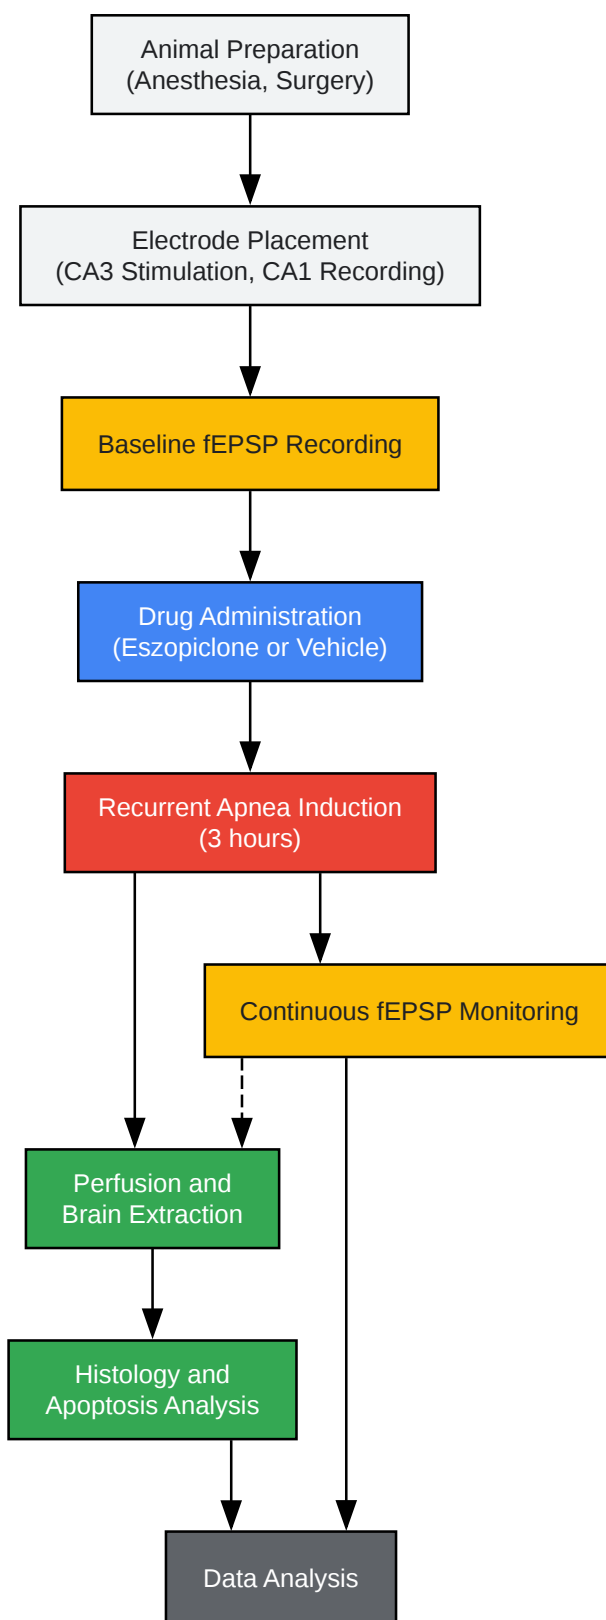 Animal Preparation
(Anesthesia, Surgery)
Electrode Placement
(CA3 Stimulation, CA1 Recording)
Baseline fEPSP Recording
Drug Administration
(Eszopiclone or Vehicle)
Recurrent Apnea Induction
(3 hours)
Continuous fEPSP Monitoring
Perfusion and
Brain Extraction
Histology and
Apoptosis Analysis
Data Analysis